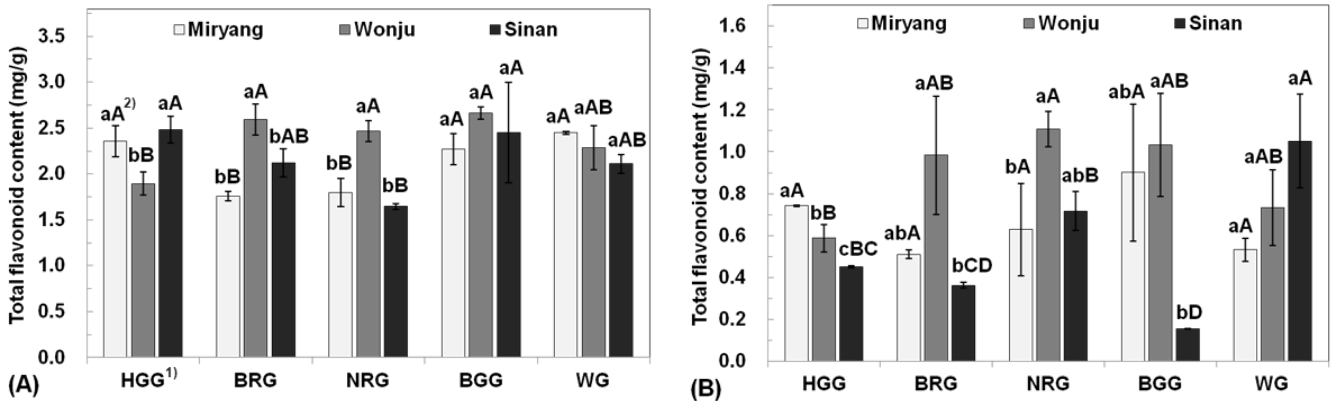 Total flavonoid content (mg/g)
3.5
3.0
2.5
2.0
1.5
1.0
0.5
0.0
Miryang Wonju Sinan
aA2) bB aA
bB aA bAB
bB aA bB
aA aA aA
aA aAB aAB
HGG1) BRG NRG BGG WG
(A)
Total flavonoid content (mg/g)
1.6
1.4
1.2
1.0
0.8
0.6
0.4
0.2
0.0
Miryang Wonju Sinan
aA bB cBC
abA aAB bCD
bA aA abB
abA aAB bD
aA aAB aA
HGG BRG NRG BGG WG
(B)